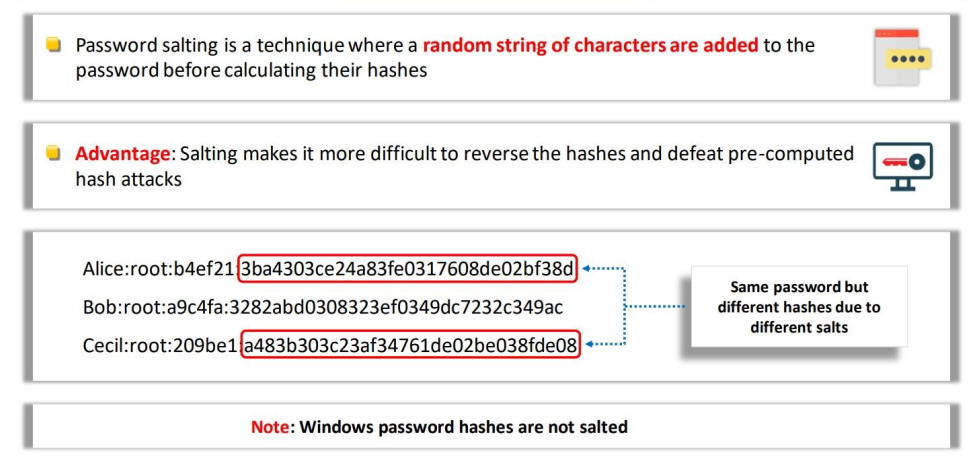 Password salting is a technique where a random string of characters are added to the
password before calculating their hashes
Advantage: Salting makes it more difficult to reverse the hashes and defeat pre-computed
hash attacks
Alice:root:b4ef21:3ba4303ce24a83fe0317608de02bf38d
Bob:root:a9c4fa:3282abd0308323ef0349dc7232c349ac
Cecil:root:209be1:a483b303c23af34761de02be038fde08
Same password but
different hashes due to
different salts
Note: Windows password hashes are not salted